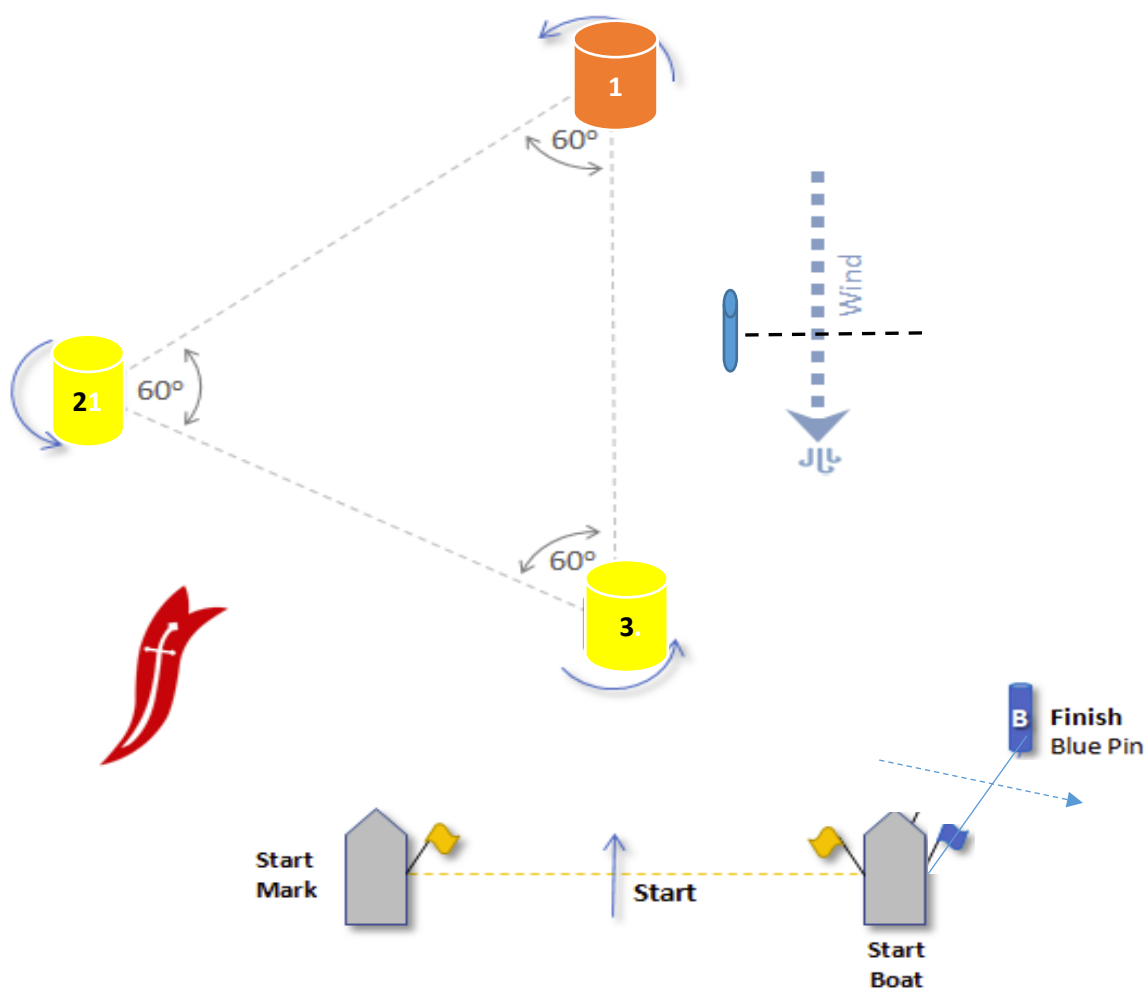 1
60º
Wind
21
60º
60º
3.
B
Finish
Blue Pin
Start
Mark
Start
Start
Boat